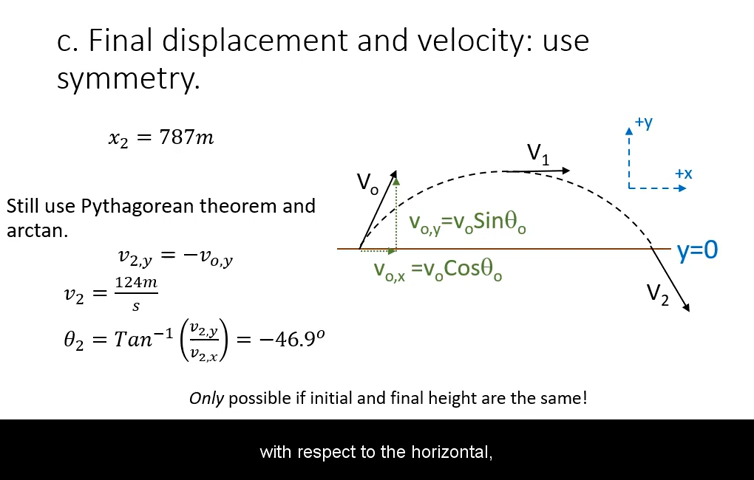 c. Final displacement and velocity: use
symmetry.
x₂ = 787m
Still use Pythagorean theorem and
arctan.
v₂,y = −v₀,y
v₂ = 124m/s
θ₂ = Tan⁻¹(v₂,y/v₂,x) = −46.9º
+y
+x
V₁
Vₒ
vₒ,y=vₒSinθₒ
y=0
vₒ,x =vₒCosθₒ
V₂
Only possible if initial and final height are the same!
with respect to the horizontal,